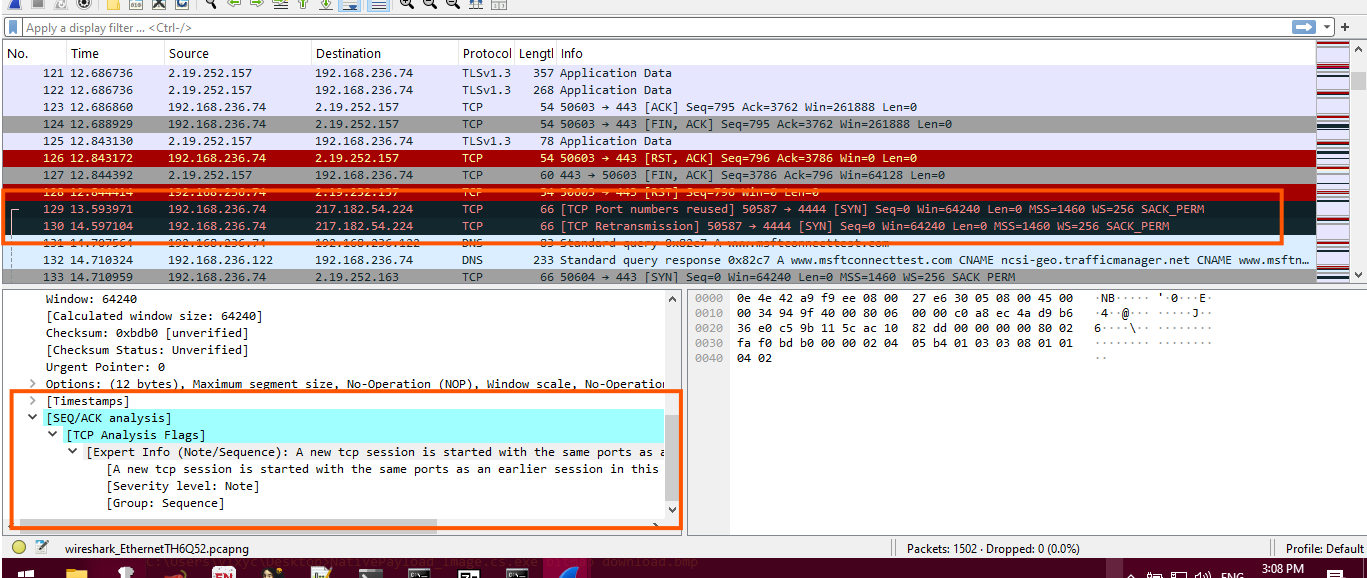 Apply a display filter ... <Ctrl-/>
No. Time Source Destination Protocol Lengtl Info
121 12.686736 2.19.252.157 192.168.236.74 TLSv1.3 357 Application Data
122 12.686736 2.19.252.157 192.168.236.74 TLSv1.3 268 Application Data
123 12.686860 192.168.236.74 2.19.252.157 TCP 54 50603 → 443 [ACK] Seq=795 Ack=3762 Win=261888 Len=0
124 12.688929 192.168.236.74 2.19.252.157 TCP 54 50603 → 443 [FIN, ACK] Seq=795 Ack=3762 Win=261888 Len=0
125 12.843130 2.19.252.157 192.168.236.74 TLSv1.3 78 Application Data
126 12.843172 192.168.236.74 2.19.252.157 TCP 54 50603 → 443 [RST, ACK] Seq=796 Ack=3786 Win=0 Len=0
127 12.844392 2.19.252.157 192.168.236.74 TCP 60 443 → 50603 [FIN, ACK] Seq=3786 Ack=796 Win=64128 Len=0
128 12.844414 192.168.236.74 2.19.252.157 TCP 54 50603 → 443 [RST] Seq=796 Win=0 Len=0
129 13.593971 192.168.236.74 217.182.54.224 TCP 66 [TCP Port numbers reused] 50587 → 4444 [SYN] Seq=0 Win=64240 Len=0 MSS=1460 WS=256 SACK_PERM
130 14.597104 192.168.236.74 217.182.54.224 TCP 66 [TCP Retransmission] 50587 → 4444 [SYN] Seq=0 Win=64240 Len=0 MSS=1460 WS=256 SACK_PERM
131 14.707564 192.168.236.74 192.168.236.122 DNS 83 Standard query 0x82c7 A www.msftconnecttest.com
132 14.710324 192.168.236.122 192.168.236.74 DNS 233 Standard query response 0x82c7 A www.msftconnecttest.com CNAME ncsi-geo.trafficmanager.net CNAME www.msftn...
133 14.710959 192.168.236.74 2.19.252.163 TCP 66 50604 → 443 [SYN] Seq=0 Win=64240 Len=0 MSS=1460 WS=256 SACK PERM
Window: 64240
[Calculated window size: 64240]
Checksum: 0xbdb0 [unverified]
[Checksum Status: Unverified]
Urgent Pointer: 0
Options: (12 bytes), Maximum segment size, No-Operation (NOP), Window scale, No-Operation
[Timestamps]
[SEQ/ACK analysis]
[TCP Analysis Flags]
[Expert Info (Note/Sequence): A new tcp session is started with the same ports as a
[A new tcp session is started with the same ports as an earlier session in this
[Severity level: Note]
[Group: Sequence]
0000 0e 4e 42 a9 f9 ee 08 00 27 e6 30 05 08 00 45 00 ·NB····· '·0···E·
0010 00 34 94 9f 40 00 80 06 00 00 c0 a8 ec 4a d9 b6 ·4··@··· ·····J··
0020 36 e0 c5 9b 11 5c ac 10 82 dd 00 00 00 00 80 02 6····\·· ········
0030 fa f0 bd b0 00 00 02 04 05 b4 01 03 03 08 01 01 ········ ········
0040 04 02 ··
wireshark_EthernetTH6Q52.pcapng
Packets: 1502 · Dropped: 0 (0.0%)
Profile: Default
download.bmp
3:08 PM
ENG